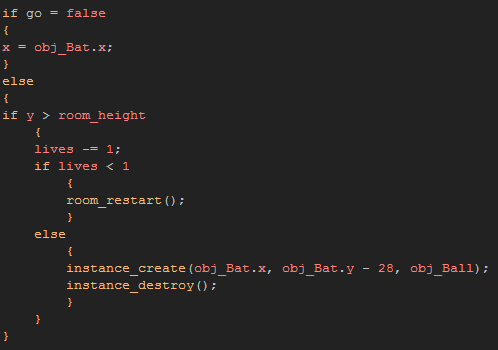 if go = false
{
x = obj_Bat.x;
}
else
{
if y > room_height
    {
    lives -= 1;
    if lives < 1
        {
        room_restart();
        }
    else
        {
        instance_create(obj_Bat.x, obj_Bat.y - 28, obj_Ball);
        instance_destroy();
        }
    }
}